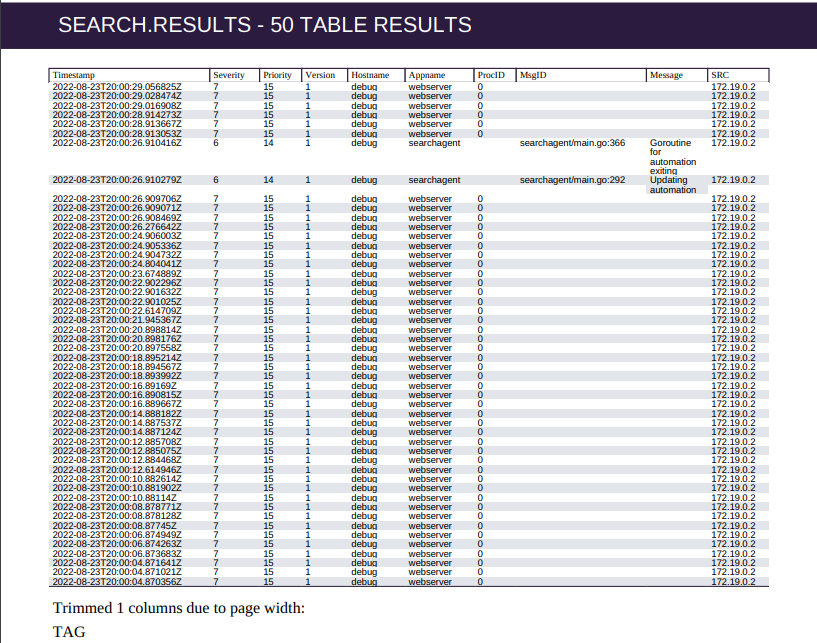 SEARCH.RESULTS - 50 TABLE RESULTS
Timestamp Severity Priority Version Hostname Appname ProcID MsgID Message SRC
2022-08-23T20:00:29.056825Z 7 15 1 debug webserver 0 172.19.0.2
2022-08-23T20:00:29.028474Z 7 15 1 debug webserver 0 172.19.0.2
2022-08-23T20:00:29.016908Z 7 15 1 debug webserver 0 172.19.0.2
2022-08-23T20:00:28.914273Z 7 15 1 debug webserver 0 172.19.0.2
2022-08-23T20:00:28.913667Z 7 15 1 debug webserver 0 172.19.0.2
2022-08-23T20:00:28.913053Z 7 15 1 debug webserver 0 172.19.0.2
2022-08-23T20:00:26.910416Z 6 14 1 debug searchagent searchagent/main.go:366 Goroutine 172.19.0.2
for
automation
exiting
2022-08-23T20:00:26.910279Z 6 14 1 debug searchagent searchagent/main.go:292 Updating 172.19.0.2
automation
2022-08-23T20:00:26.909706Z 7 15 1 debug webserver 0 172.19.0.2
2022-08-23T20:00:26.909071Z 7 15 1 debug webserver 0 172.19.0.2
2022-08-23T20:00:26.908469Z 7 15 1 debug webserver 0 172.19.0.2
2022-08-23T20:00:26.276642Z 7 15 1 debug webserver 0 172.19.0.2
2022-08-23T20:00:24.906003Z 7 15 1 debug webserver 0 172.19.0.2
2022-08-23T20:00:24.905336Z 7 15 1 debug webserver 0 172.19.0.2
2022-08-23T20:00:24.904732Z 7 15 1 debug webserver 0 172.19.0.2
2022-08-23T20:00:24.804041Z 7 15 1 debug webserver 0 172.19.0.2
2022-08-23T20:00:23.674889Z 7 15 1 debug webserver 0 172.19.0.2
2022-08-23T20:00:22.902296Z 7 15 1 debug webserver 0 172.19.0.2
2022-08-23T20:00:22.901632Z 7 15 1 debug webserver 0 172.19.0.2
2022-08-23T20:00:22.901025Z 7 15 1 debug webserver 0 172.19.0.2
2022-08-23T20:00:22.614709Z 7 15 1 debug webserver 0 172.19.0.2
2022-08-23T20:00:21.945367Z 7 15 1 debug webserver 0 172.19.0.2
2022-08-23T20:00:20.898814Z 7 15 1 debug webserver 0 172.19.0.2
2022-08-23T20:00:20.898176Z 7 15 1 debug webserver 0 172.19.0.2
2022-08-23T20:00:20.897558Z 7 15 1 debug webserver 0 172.19.0.2
2022-08-23T20:00:18.895214Z 7 15 1 debug webserver 0 172.19.0.2
2022-08-23T20:00:18.894567Z 7 15 1 debug webserver 0 172.19.0.2
2022-08-23T20:00:18.893992Z 7 15 1 debug webserver 0 172.19.0.2
2022-08-23T20:00:16.89169Z 7 15 1 debug webserver 0 172.19.0.2
2022-08-23T20:00:16.890815Z 7 15 1 debug webserver 0 172.19.0.2
2022-08-23T20:00:16.889667Z 7 15 1 debug webserver 0 172.19.0.2
2022-08-23T20:00:14.888182Z 7 15 1 debug webserver 0 172.19.0.2
2022-08-23T20:00:14.887537Z 7 15 1 debug webserver 0 172.19.0.2
2022-08-23T20:00:14.887124Z 7 15 1 debug webserver 0 172.19.0.2
2022-08-23T20:00:12.885708Z 7 15 1 debug webserver 0 172.19.0.2
2022-08-23T20:00:12.885075Z 7 15 1 debug webserver 0 172.19.0.2
2022-08-23T20:00:12.884468Z 7 15 1 debug webserver 0 172.19.0.2
2022-08-23T20:00:12.614946Z 7 15 1 debug webserver 0 172.19.0.2
2022-08-23T20:00:10.882614Z 7 15 1 debug webserver 0 172.19.0.2
2022-08-23T20:00:10.881902Z 7 15 1 debug webserver 0 172.19.0.2
2022-08-23T20:00:10.88114Z 7 15 1 debug webserver 0 172.19.0.2
2022-08-23T20:00:08.878771Z 7 15 1 debug webserver 0 172.19.0.2
2022-08-23T20:00:08.878128Z 7 15 1 debug webserver 0 172.19.0.2
2022-08-23T20:00:08.87745Z 7 15 1 debug webserver 0 172.19.0.2
2022-08-23T20:00:06.874949Z 7 15 1 debug webserver 0 172.19.0.2
2022-08-23T20:00:06.874263Z 7 15 1 debug webserver 0 172.19.0.2
2022-08-23T20:00:06.873683Z 7 15 1 debug webserver 0 172.19.0.2
2022-08-23T20:00:04.871641Z 7 15 1 debug webserver 0 172.19.0.2
2022-08-23T20:00:04.871021Z 7 15 1 debug webserver 0 172.19.0.2
2022-08-23T20:00:04.870356Z 7 15 1 debug webserver 0 172.19.0.2
Trimmed 1 columns due to page width:
TAG